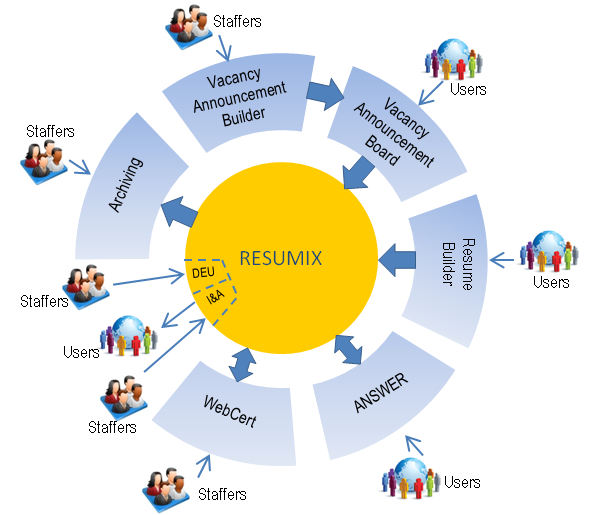 Staffers
Vacancy
Announcement
Builder
Users
Vacancy
Announcement
Board
Staffers
Archiving
RESUMIX
Resume
Builder
Users
DEU
I&A
Staffers
Users
Staffers
WebCert
ANSWER
Staffers
Users